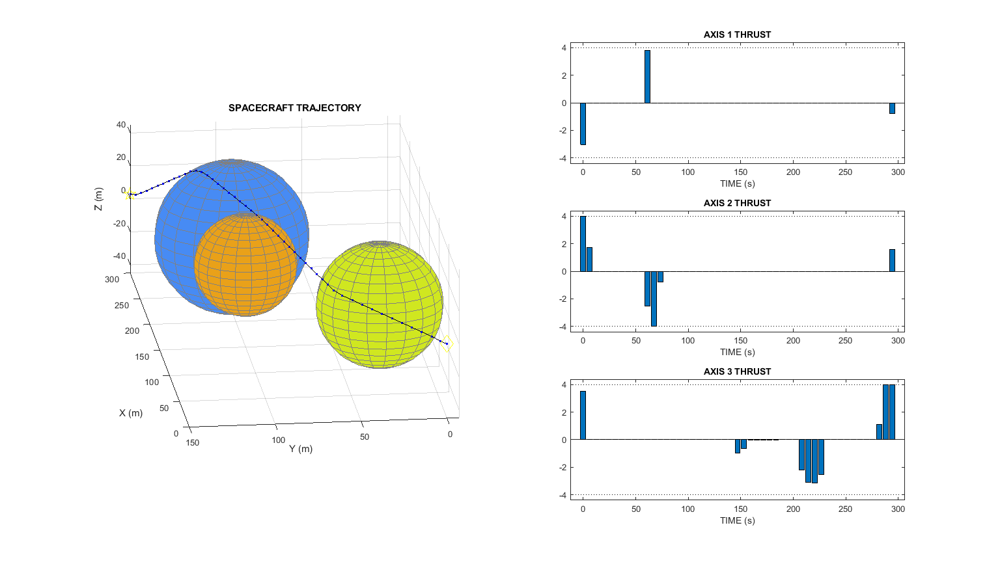 SPACECRAFT TRAJECTORY
40
20
0
-20
-40
Z (m)
300
250
200
150
100
50
0
X (m)
150
100
50
0
Y (m)
AXIS 1 THRUST
4
2
0
-2
-4
0 50 100 150 200 250 300
TIME (s)
AXIS 2 THRUST
4
2
0
-2
-4
0 50 100 150 200 250 300
TIME (s)
AXIS 3 THRUST
4
2
0
-2
-4
0 50 100 150 200 250 300
TIME (s)